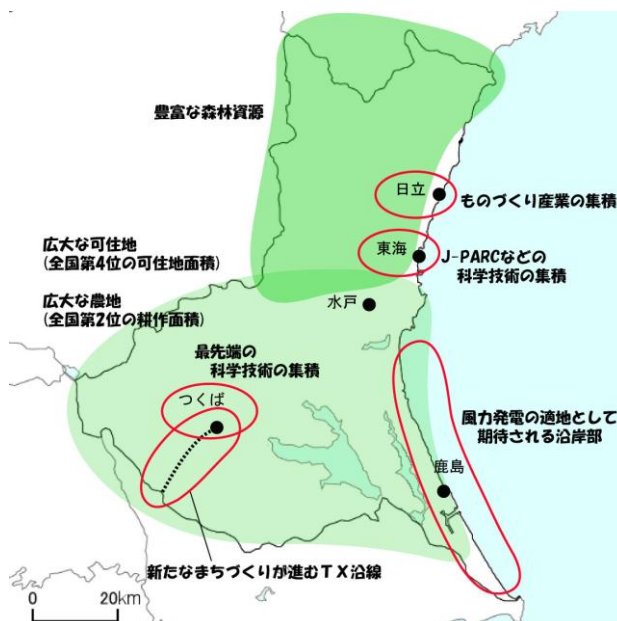 豊富な森林資源
日立
ものづくり産業の集積
東海
J-PARCなどの
科学技術の集積
広大な可住地
(全国第4位の可住地面積)
広大な農地
(全国第2位の耕作面積)
水戸
最先端の
科学技術の集積
つくば
風力発電の適地として
期待される沿岸部
鹿島
新たなまちづくりが進むTX沿線
0 20km